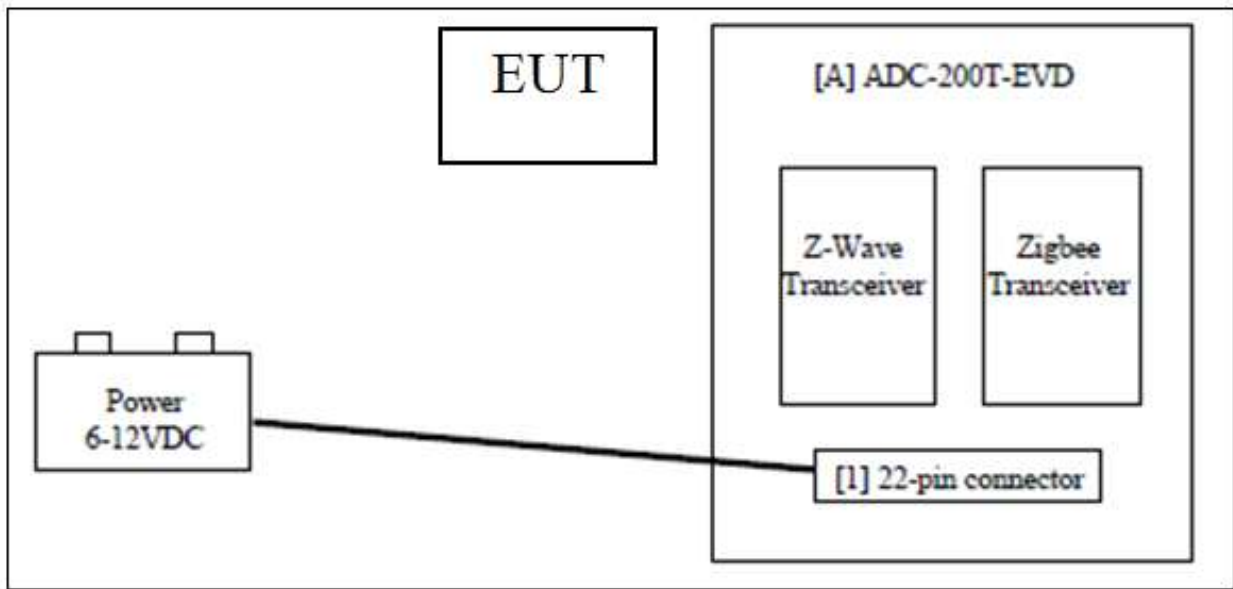 EUT
[A] ADC-200T-EVD
Z-Wave
Transceiver
Zigbee
Transceiver
Power
6-12VDC
[1] 22-pin connector